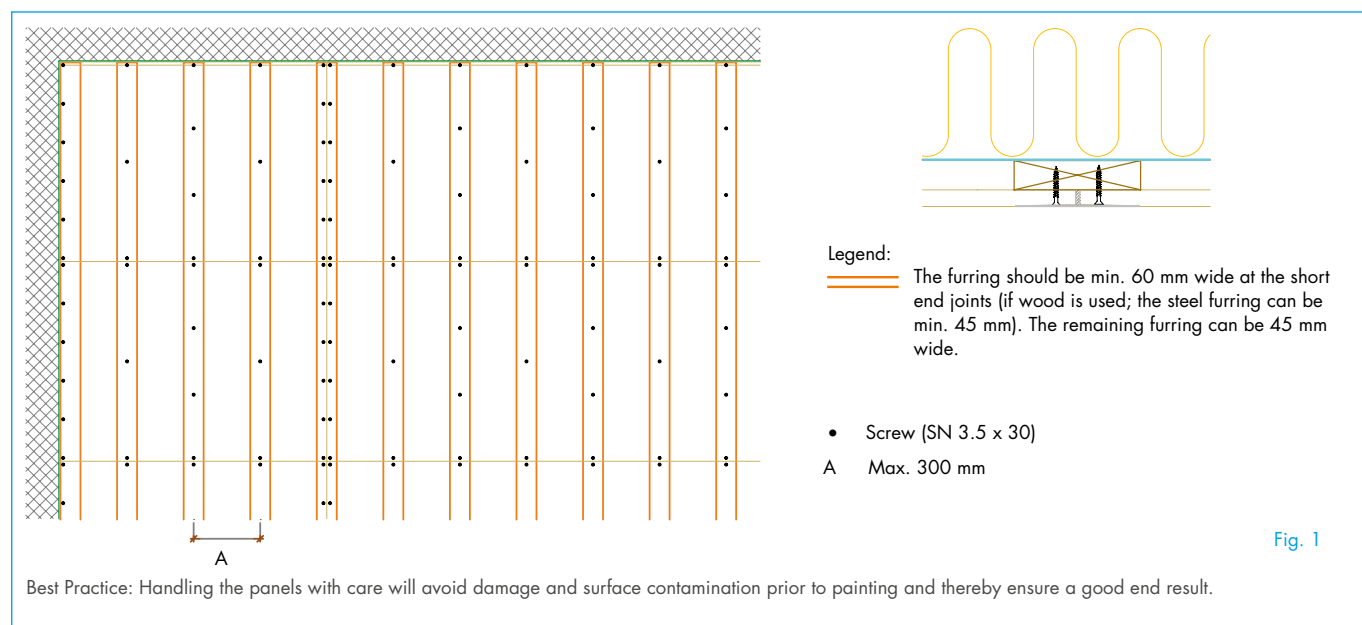 A
Legend:
The furring should be min. 60 mm wide at the short
end joints (if wood is used; the steel furring can be
min. 45 mm). The remaining furring can be 45 mm
wide.
• Screw (SN 3.5 x 30)
A Max. 300 mm
Fig. 1
Best Practice: Handling the panels with care will avoid damage and surface contamination prior to painting and thereby ensure a good end result.